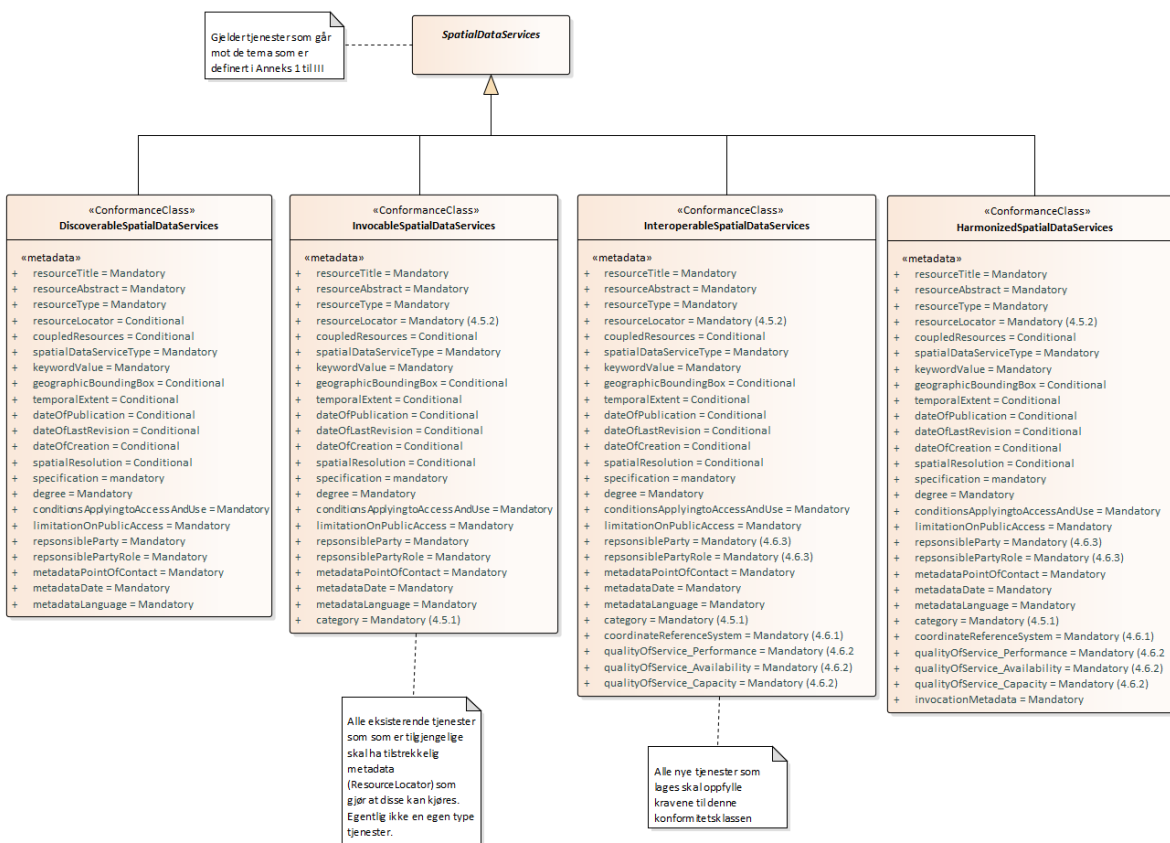 Gjelder tjenester som går
mot de tema som er
definert i Anneks 1 til III
SpatialDataServices
«ConformanceClass»
DiscoverableSpatialDataServices
«metadata»
+ resourceTitle = Mandatory
+ resourceAbstract = Mandatory
+ resourceType = Mandatory
+ resourceLocator = Conditional
+ coupledResources = Conditional
+ spatialDataServiceType = Mandatory
+ keywordValue = Mandatory
+ geographicBoundingBox = Conditional
+ temporalExtent = Conditional
+ dateOfPublication = Conditional
+ dateOfLastRevision = Conditional
+ dateOfCreation = Conditional
+ spatialResolution = Conditional
+ specification = mandatory
+ degree = Mandatory
+ conditionsApplyingtoAccessAndUse = Mandatory
+ limitationOnPublicAccess = Mandatory
+ repsonsibleParty = Mandatory
+ repsonsiblePartyRole = Mandatory
+ metadataPointOfContact = Mandatory
+ metadataDate = Mandatory
+ metadataLanguage = Mandatory
«ConformanceClass»
InvocableSpatialDataServices
«metadata»
+ resourceTitle = Mandatory
+ resourceAbstract = Mandatory
+ resourceType = Mandatory
+ resourceLocator = Mandatory (4.5.2)
+ coupledResources = Conditional
+ spatialDataServiceType = Mandatory
+ keywordValue = Mandatory
+ geographicBoundingBox = Conditional
+ temporalExtent = Conditional
+ dateOfPublication = Conditional
+ dateOfLastRevision = Conditional
+ dateOfCreation = Conditional
+ spatialResolution = Conditional
+ specification = mandatory
+ degree = Mandatory
+ conditionsApplyingtoAccessAndUse = Mandatory
+ limitationOnPublicAccess = Mandatory
+ repsonsibleParty = Mandatory
+ repsonsiblePartyRole = Mandatory
+ metadataPointOfContact = Mandatory
+ metadataDate = Mandatory
+ metadataLanguage = Mandatory
+ category = Mandatory (4.5.1)
«ConformanceClass»
InteroperableSpatialDataServices
«metadata»
+ resourceTitle = Mandatory
+ resourceAbstract = Mandatory
+ resourceType = Mandatory
+ resourceLocator = Mandatory (4.5.2)
+ coupledResources = Conditional
+ spatialDataServiceType = Mandatory
+ keywordValue = Mandatory
+ geographicBoundingBox = Conditional
+ temporalExtent = Conditional
+ dateOfPublication = Conditional
+ dateOfLastRevision = Conditional
+ dateOfCreation = Conditional
+ spatialResolution = Conditional
+ specification = mandatory
+ degree = Mandatory
+ conditionsApplyingtoAccessAndUse = Mandatory
+ limitationOnPublicAccess = Mandatory
+ repsonsibleParty = Mandatory (4.6.3)
+ repsonsiblePartyRole = Mandatory (4.6.3)
+ metadataPointOfContact = Mandatory
+ metadataDate = Mandatory
+ metadataLanguage = Mandatory
+ category = Mandatory (4.5.1)
+ coordinateReferenceSystem = Mandatory (4.6.1)
+ qualityOfService_Performance = Mandatory (4.6.2
+ qualityOfService_Availability = Mandatory (4.6.2)
+ qualityOfService_Capacity = Mandatory (4.6.2)
«ConformanceClass»
HarmonizedSpatialDataServices
«metadata»
+ resourceTitle = Mandatory
+ resourceAbstract = Mandatory
+ resourceType = Mandatory
+ resourceLocator = Mandatory (4.5.2)
+ coupledResources = Conditional
+ spatialDataServiceType = Mandatory
+ keywordValue = Mandatory
+ geographicBoundingBox = Conditional
+ temporalExtent = Conditional
+ dateOfPublication = Conditional
+ dateOfLastRevision = Conditional
+ dateOfCreation = Conditional
+ spatialResolution = Conditional
+ specification = mandatory
+ degree = Mandatory
+ conditionsApplyingtoAccessAndUse = Mandatory
+ limitationOnPublicAccess = Mandatory
+ repsonsibleParty = Mandatory (4.6.3)
+ repsonsiblePartyRole = Mandatory (4.6.3)
+ metadataPointOfContact = Mandatory
+ metadataDate = Mandatory
+ metadataLanguage = Mandatory
+ category = Mandatory (4.5.1)
+ coordinateReferenceSystem = Mandatory (4.6.1)
+ qualityOfService_Performance = Mandatory (4.6.2
+ qualityOfService_Availability = Mandatory (4.6.2)
+ qualityOfService_Capacity = Mandatory (4.6.2)
+ invocationMetadata = Mandatory
Alle eksisterende tjenester
som som er tilgjengelige
skal ha tilstrekkelig
metadata
(ResourceLocator) som
gjør at disse kan kjøres.
Egentlig ikke en egen type
tjenester.
Alle nye tjenester som
lages skal oppfylle
kravene til denne
konformitetsklassen